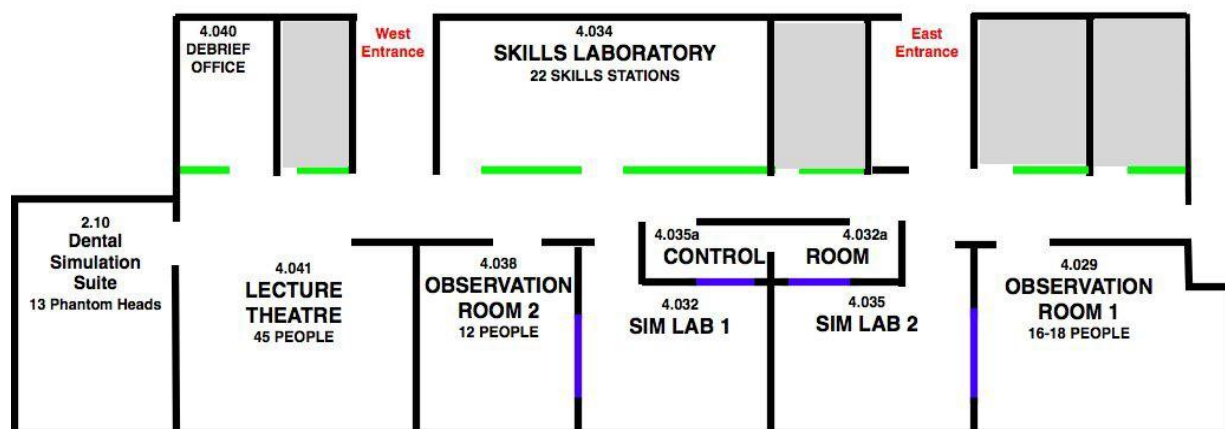 4.040
DEBRIEF
OFFICE
West
Entrance
4.034
SKILLS LABORATORY
22 SKILLS STATIONS
East
Entrance
2.10
Dental
Simulation
Suite
13 Phantom Heads
4.041
LECTURE
THEATRE
45 PEOPLE
4.038
OBSERVATION
ROOM 2
12 PEOPLE
4.035a
CONTROL
4.032a
ROOM
4.032
SIM LAB 1
4.035
SIM LAB 2
4.029
OBSERVATION
ROOM 1
16-18 PEOPLE